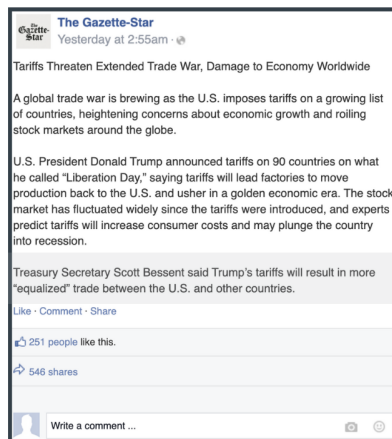 The
Gazette-
Star
The Gazette-Star
Yesterday at 2:55am ·
Tariffs Threaten Extended Trade War, Damage to Economy Worldwide
A global trade war is brewing as the U.S. imposes tariffs on a growing list
of countries, heightening concerns about economic growth and roiling
stock markets around the globe.
U.S. President Donald Trump announced tariffs on 90 countries on what
he called “Liberation Day,” saying tariffs will lead factories to move
production back to the U.S. and usher in a golden economic era. The stock
market has fluctuated widely since the tariffs were introduced, and experts
predict tariffs will increase consumer costs and may plunge the country
into recession.
Treasury Secretary Scott Bessent said Trump’s tariffs will result in more
“equalized” trade between the U.S. and other countries.
Like · Comment · Share
251 people like this.
546 shares
Write a comment ...